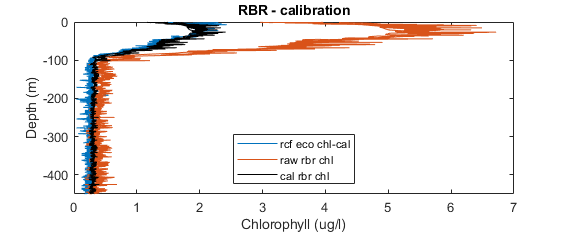 RBR - calibration
0
-100
-200
-300
-400
Depth (m)
rcf eco chl-cal
raw rbr chl
cal rbr chl
0 1 2 3 4 5 6 7
Chlorophyll (ug/l)